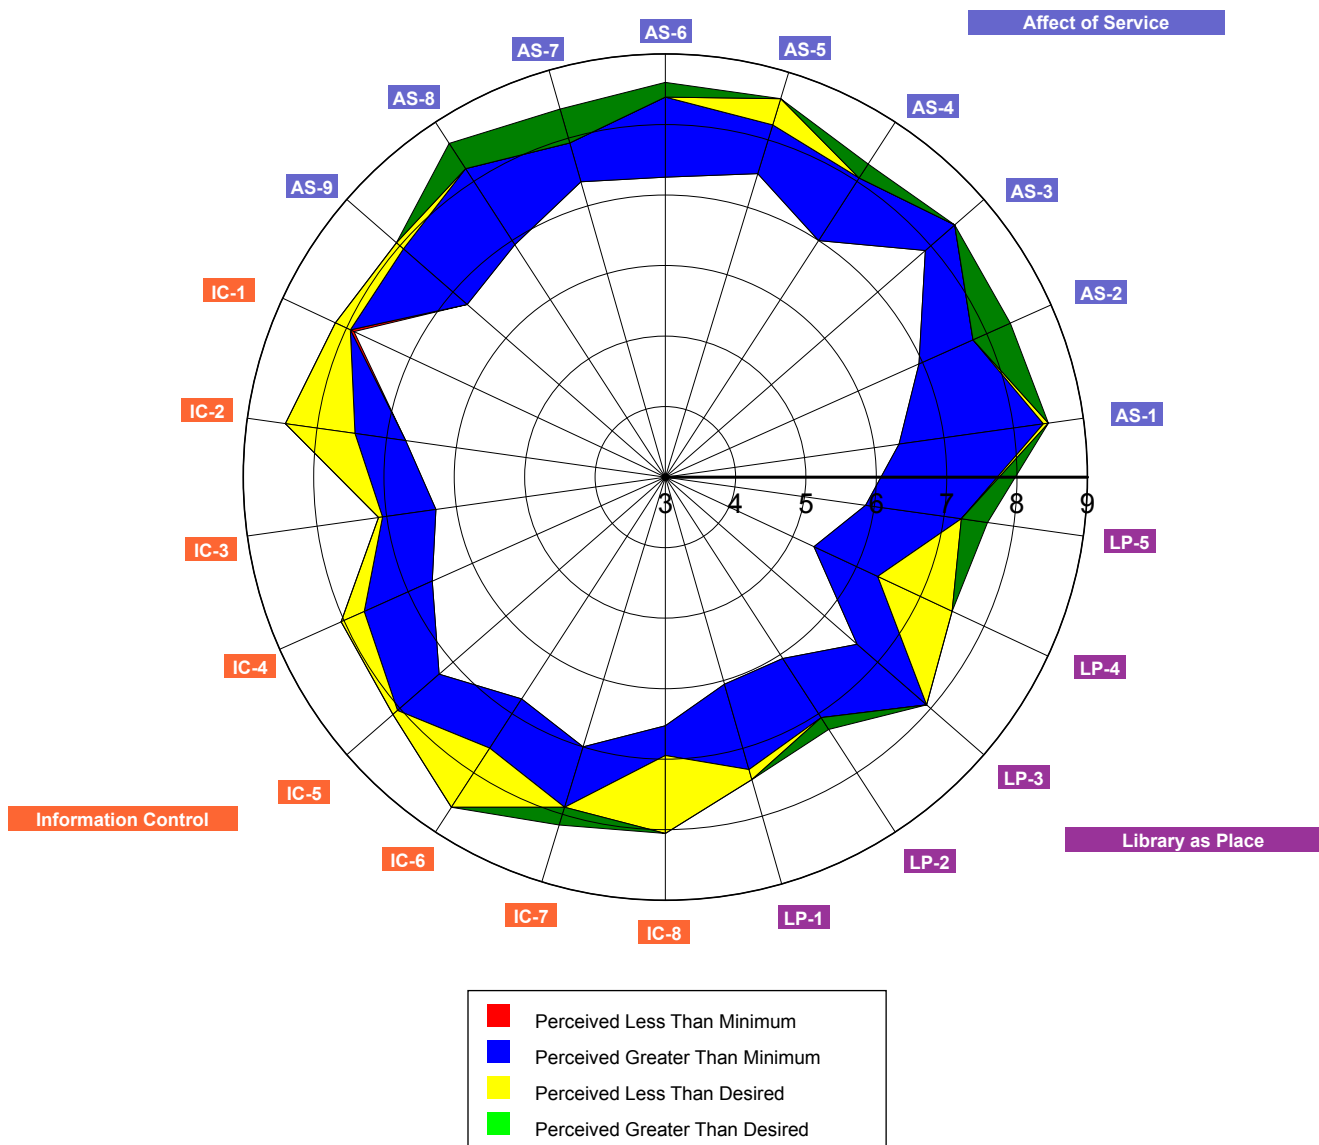 Affect of Service
AS-6
AS-7
AS-5
AS-8
AS-4
AS-9
AS-3
IC-1
AS-2
IC-2
AS-1
3 4 5 6 7 8 9
IC-3
LP-5
IC-4
LP-4
IC-5
LP-3
Information Control
Library as Place
IC-6
LP-2
IC-7
LP-1
IC-8
Perceived Less Than Minimum
Perceived Greater Than Minimum
Perceived Less Than Desired
Perceived Greater Than Desired